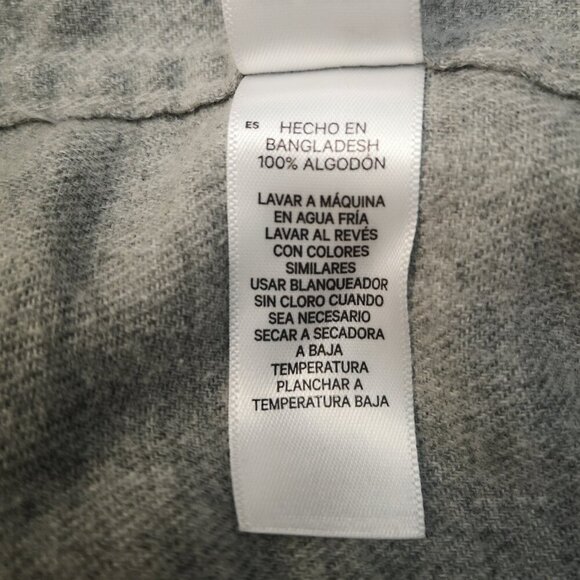 ES HECHO EN
BANGLADESH
100% ALGODÓN
LAVAR A MÁQUINA
EN AGUA FRÍA
LAVAR AL REVÉS
CON COLORES
SIMILARES
USAR BLANQUEADOR
SIN CLORO CUANDO
SEA NECESARIO
SECAR A SECADORA
A BAJA
TEMPERATURA
PLANCHAR A
TEMPERATURA BAJA